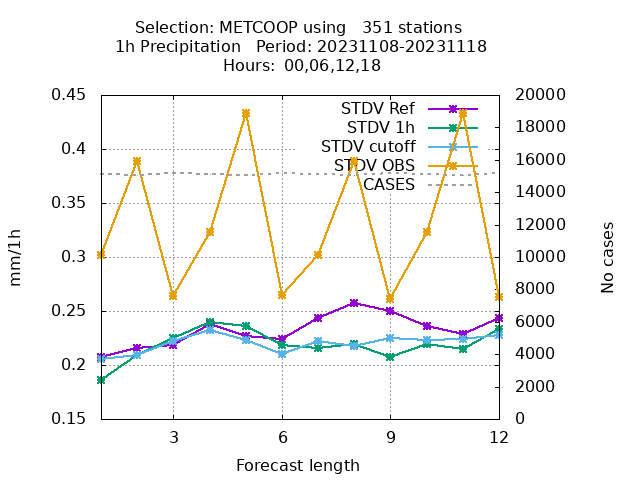 Selection: METCOOP using   351 stations
1h Precipitation   Period: 20231108-20231118
Hours:  00,06,12,18
0.45
0.4
0.35
0.3
0.25
0.2
0.15
mm/1h
20000
18000
16000
14000
12000
10000
8000
6000
4000
2000
0
No cases
STDV Ref
STDV 1h
STDV cutoff
STDV OBS
CASES
3
6
9
12
Forecast length